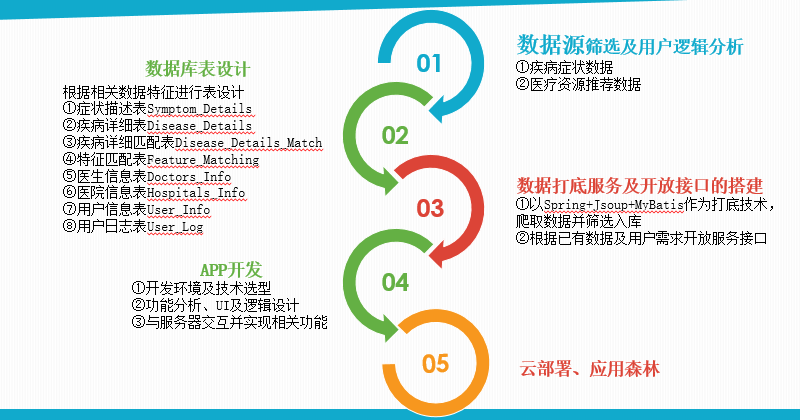 01
数据源筛选及用户逻辑分析
①疾病症状数据
②医疗资源推荐数据
02
数据库表设计
根据相关数据特征进行表设计
①症状描述表Symptom_Details
②疾病详细表Disease_Details
③疾病详细匹配表Disease_Details_Match
④特征匹配表Feature_Matching
⑤医生信息表Doctors_Info
⑥医院信息表Hospitals_Info
⑦用户信息表User_Info
⑧用户日志表User_Log
03
数据打底服务及开放接口的搭建
①以Spring+Jsoup+MyBatis作为打底技术，
爬取数据并筛选入库
②根据已有数据及用户需求开放服务接口
04
APP开发
①开发环境及技术选型
②功能分析、UI及逻辑设计
③与服务器交互并实现相关功能
05
云部署、应用森林